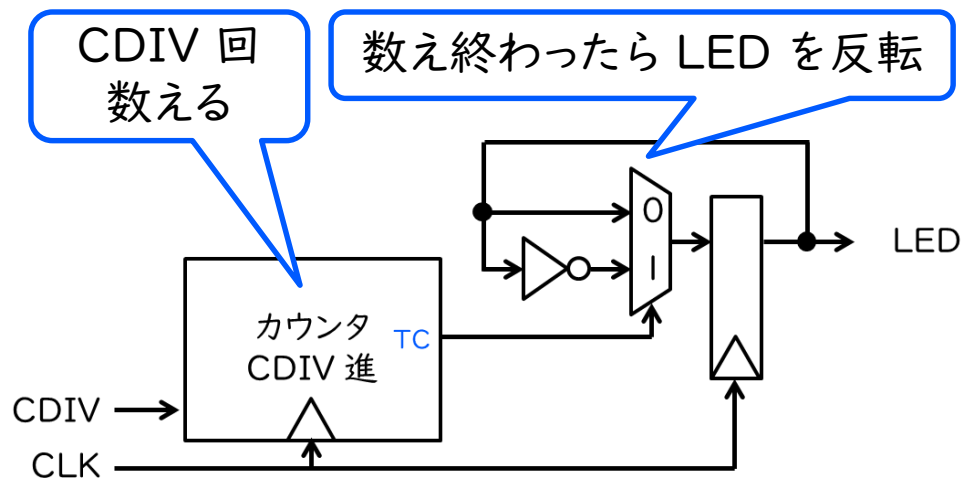 CDIV 回
数える
数え終わったら LED を反転
0
1
LED
カウンタ
CDIV 進
TC
CDIV
CLK